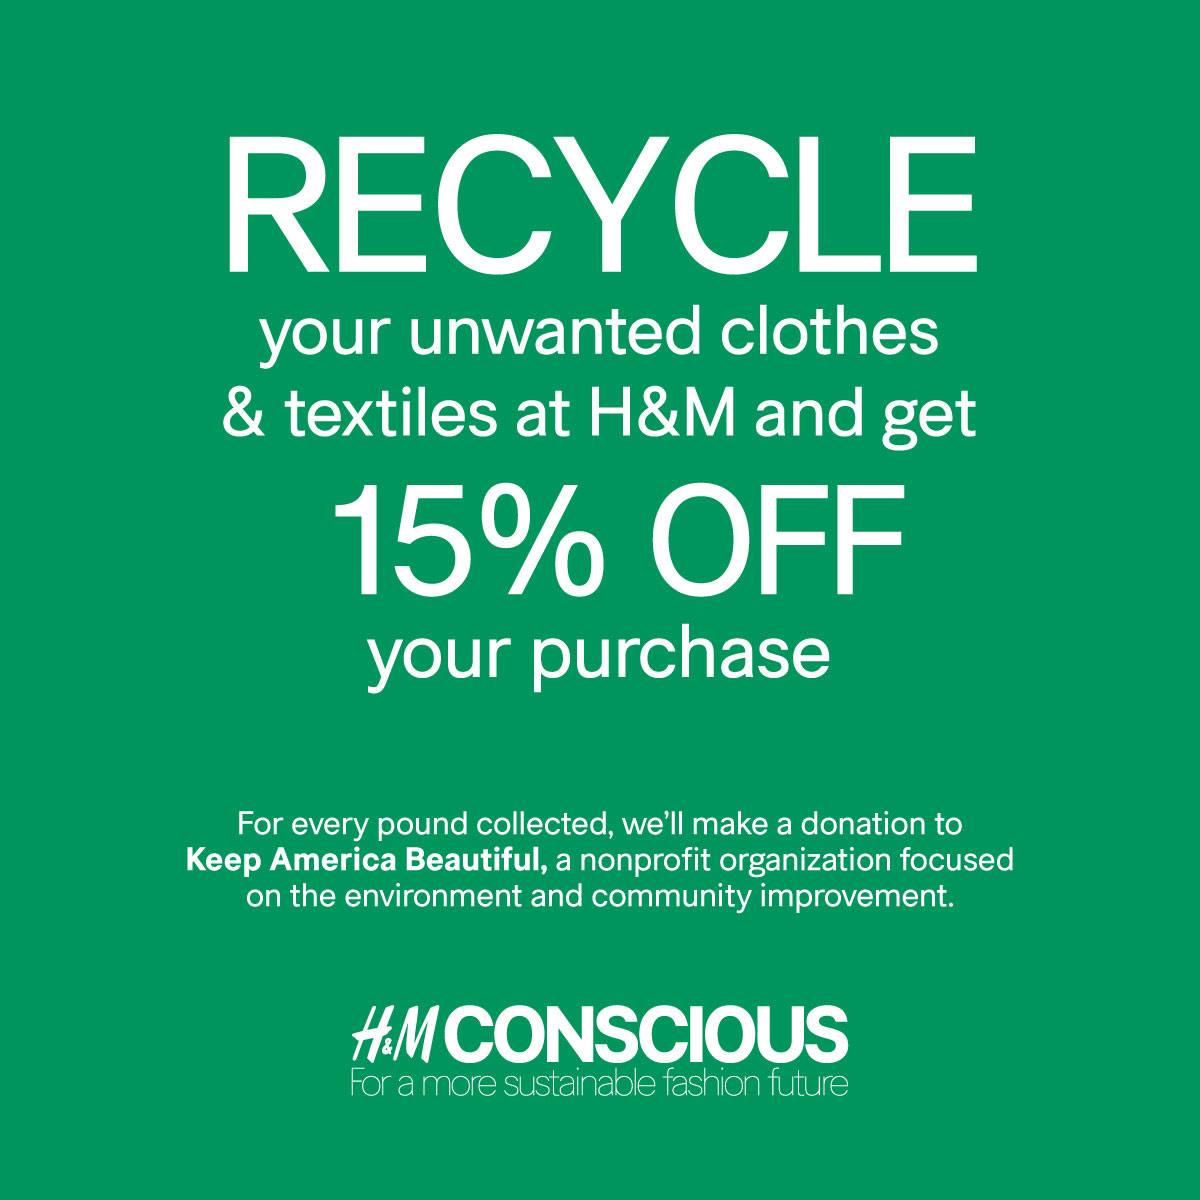 RECYCLE
your unwanted clothes
& textiles at H&M and get
15% OFF
your purchase
For every pound collected, we'll make a donation to
Keep America Beautiful, a nonprofit organization focused
on the environment and community improvement.
H&M CONSCIOUS
For a more sustainable fashion future